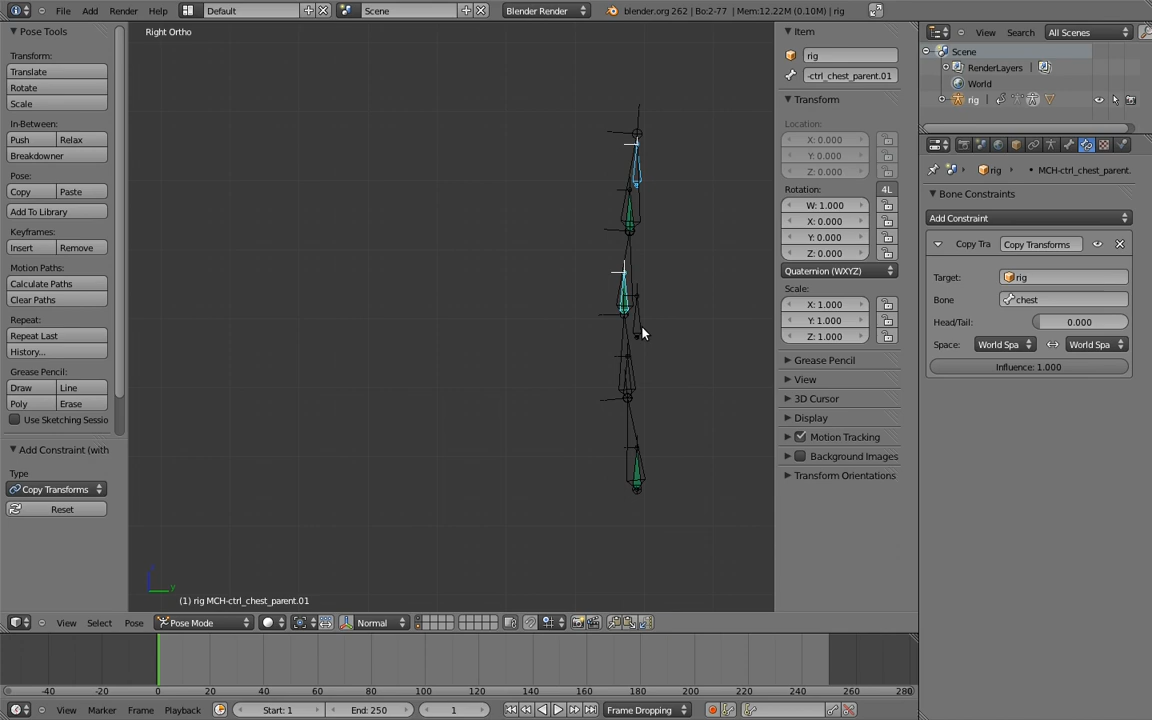 File Add Render Help Default Scene Blender Render blender.org 262 | Bo:2-77 | Mem:12.22M (0.10M) | rig
Pose Tools
Transform:
Translate
Rotate
Scale
In-Between:
Push Relax
Breakdowner
Pose:
Copy Paste
Add To Library
Keyframes:
Insert Remove
Motion Paths:
Calculate Paths
Clear Paths
Repeat:
Repeat Last
History...
Grease Pencil:
Draw Line
Poly Erase
Use Sketching Sessio
Add Constraint (with
Type
Copy Transforms
Reset
Right Ortho
y
(1) rig MCH-ctrl_chest_parent.01
View Select Pose Pose Mode Normal
Item
rig
-ctrl_chest_parent.01
Transform
Location:
X: 0.000
Y: 0.000
Z: 0.000
Rotation: 4L
W: 1.000
X: 0.000
Y: 0.000
Z: 0.000
Quaternion (WXYZ)
Scale:
X: 1.000
Y: 1.000
Z: 1.000
Grease Pencil
View
3D Cursor
Display
Motion Tracking
Background Images
Transform Orientations
View Search All Scenes
Scene
RenderLayers
World
rig
rig MCH-ctrl_chest_parent.
Bone Constraints
Add Constraint
Copy Tra Copy Transforms
Target: rig
Bone chest
Head/Tail: 0.000
Space: World Spa World Spa
Influence: 1.000
-40 -20 0 20 40 60 80 100 120 140 160 180 200 220 240 260 280
View Marker Frame Playback Start: 1 End: 250 1 Frame Dropping